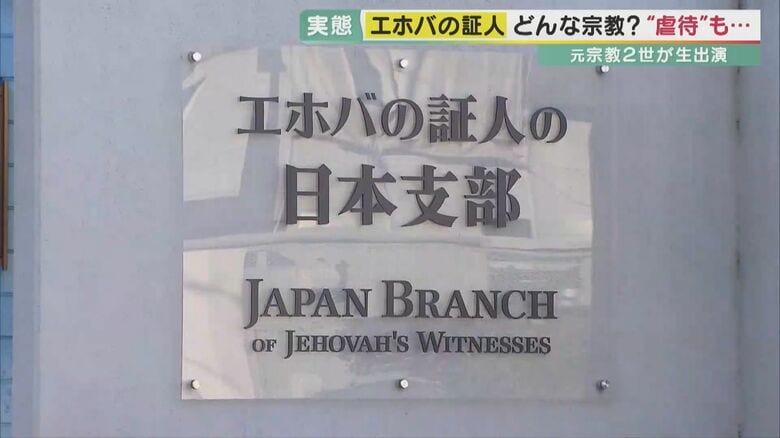 実態 エホバの証人 どんな宗教？“虐待”も…
元宗教２世が生出演
エホバの証人の
日本支部
JAPAN BRANCH
OF JEHOVAH'S WITNESSES